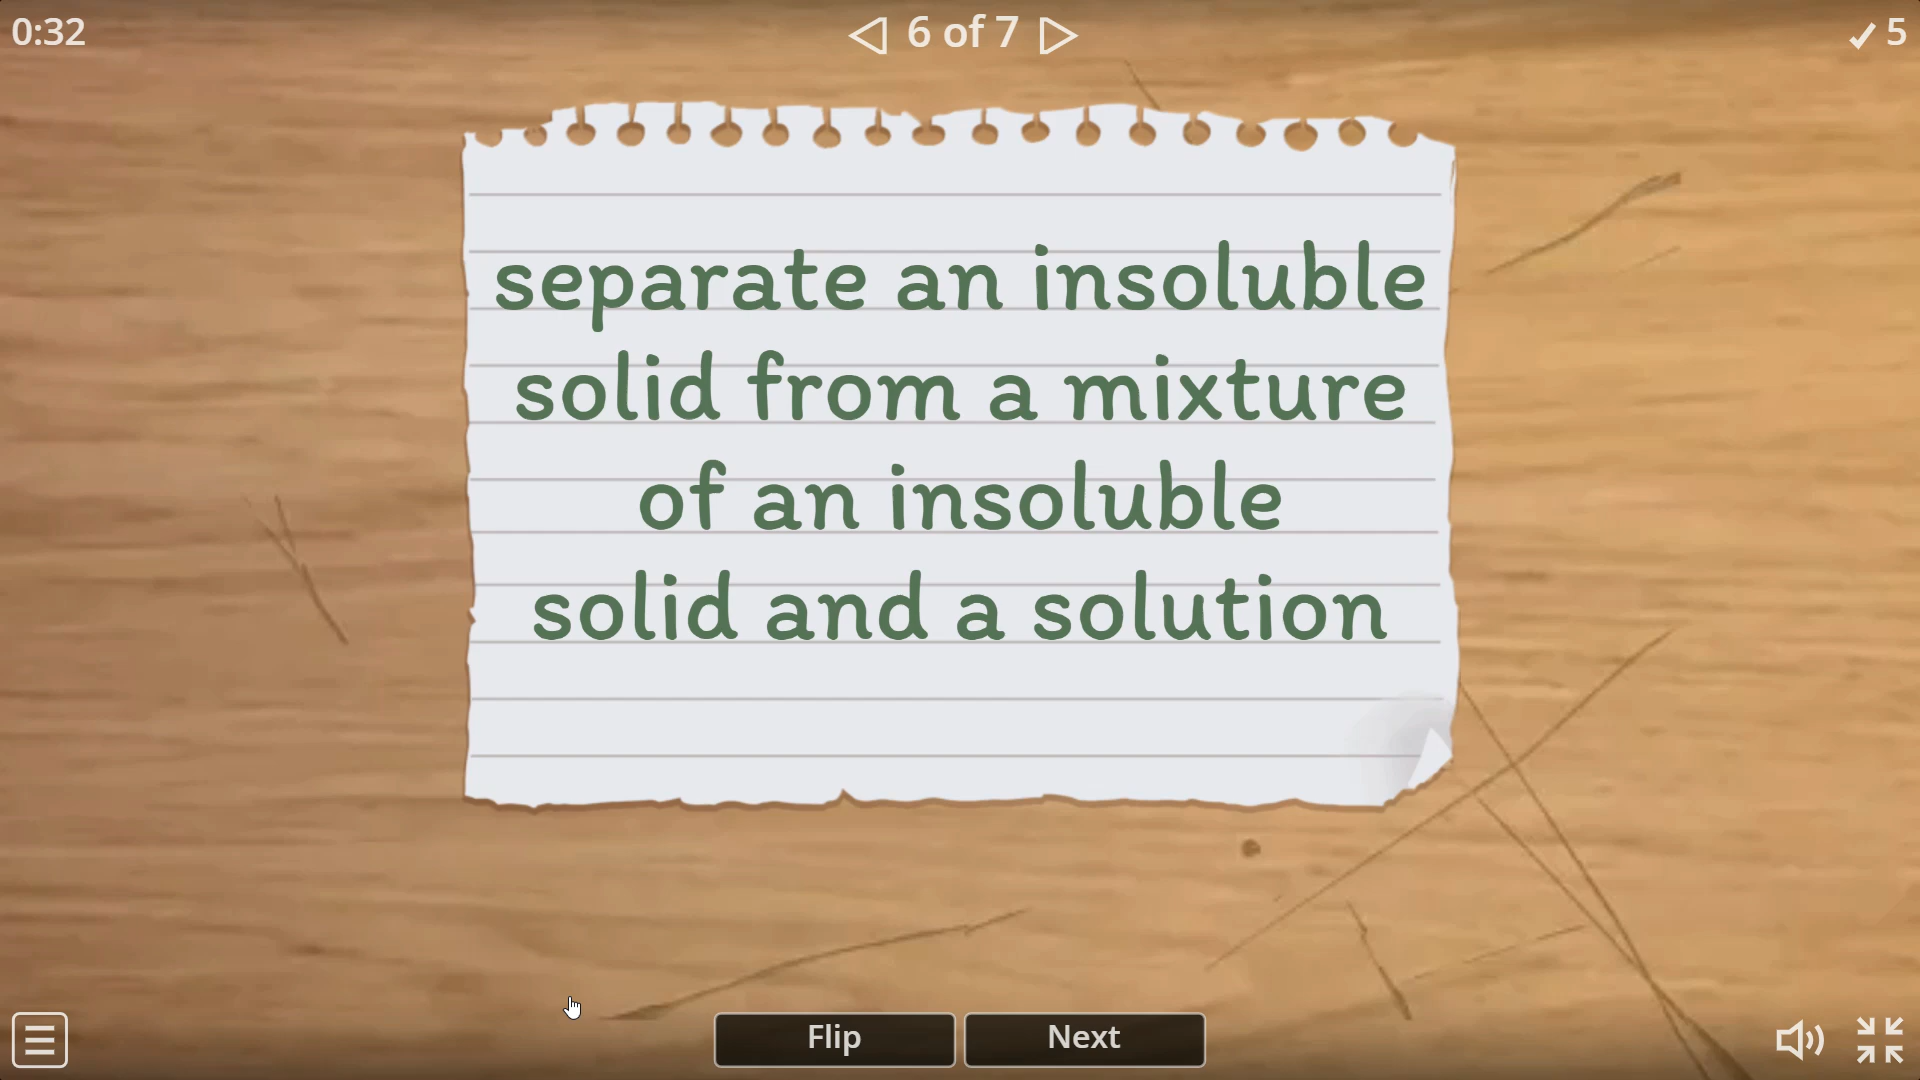 0:32
6 of 7
5
separate an insoluble
solid from a mixture
of an insoluble
solid and a solution
Flip
Next